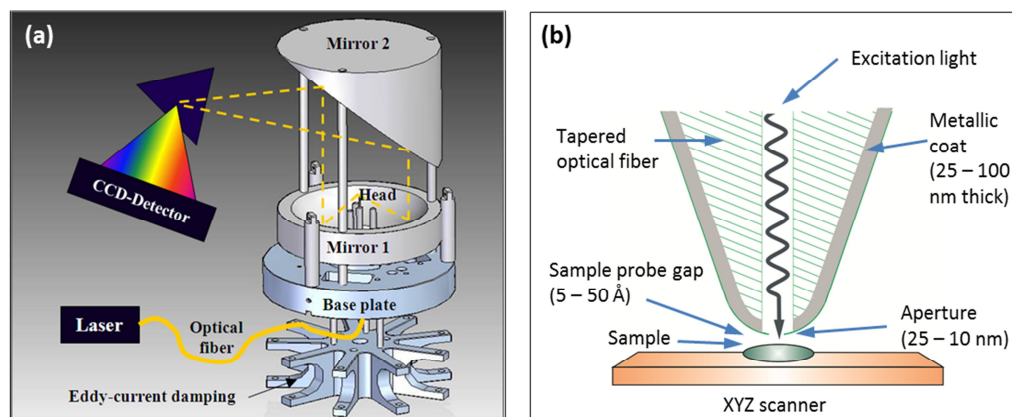 (a)
Mirror 2
CCD-Detector
Head
Mirror 1
Base plate
Laser
Optical
fiber
Eddy-current damping
(b)
Excitation light
Tapered
optical fiber
Metallic
coat
(25 – 100
nm thick)
Sample probe gap
(5 – 50 Å)
Aperture
(25 – 10 nm)
Sample
XYZ scanner